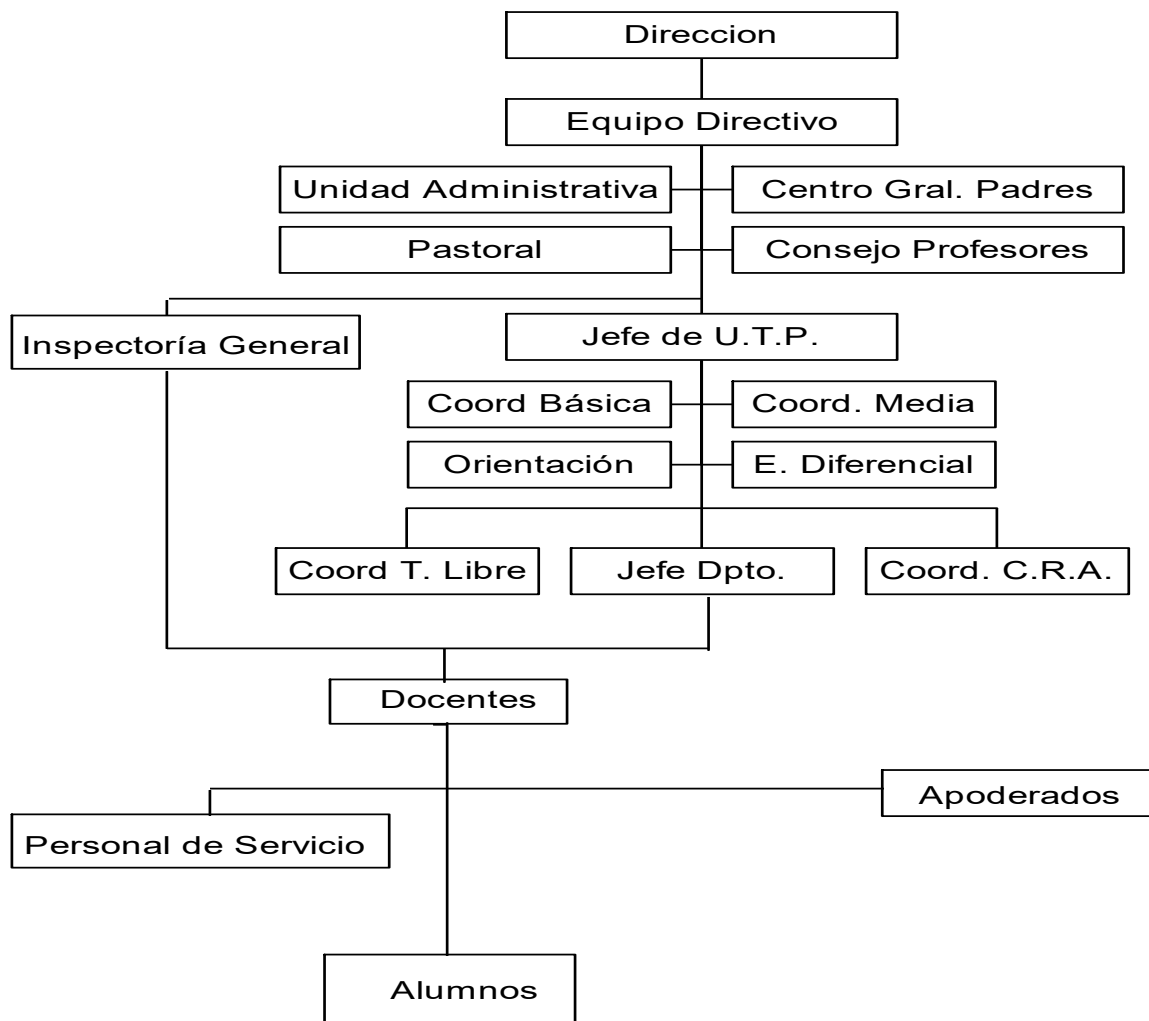 Direccion
Equipo Directivo
Unidad Administrativa
Centro Gral. Padres
Pastoral
Consejo Profesores
Inspectoría General
Jefe de U.T.P.
Coord Básica
Coord. Media
Orientación
E. Diferencial
Coord T. Libre
Jefe Dpto.
Coord. C.R.A.
Docentes
Apoderados
Personal de Servicio
Alumnos